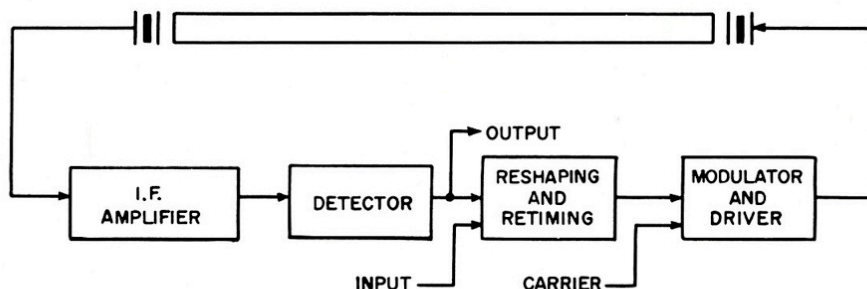 OUTPUT
I.F.
AMPLIFIER
DETECTOR
RESHAPING
AND
RETIMING
MODULATOR
AND
DRIVER
INPUT
CARRIER